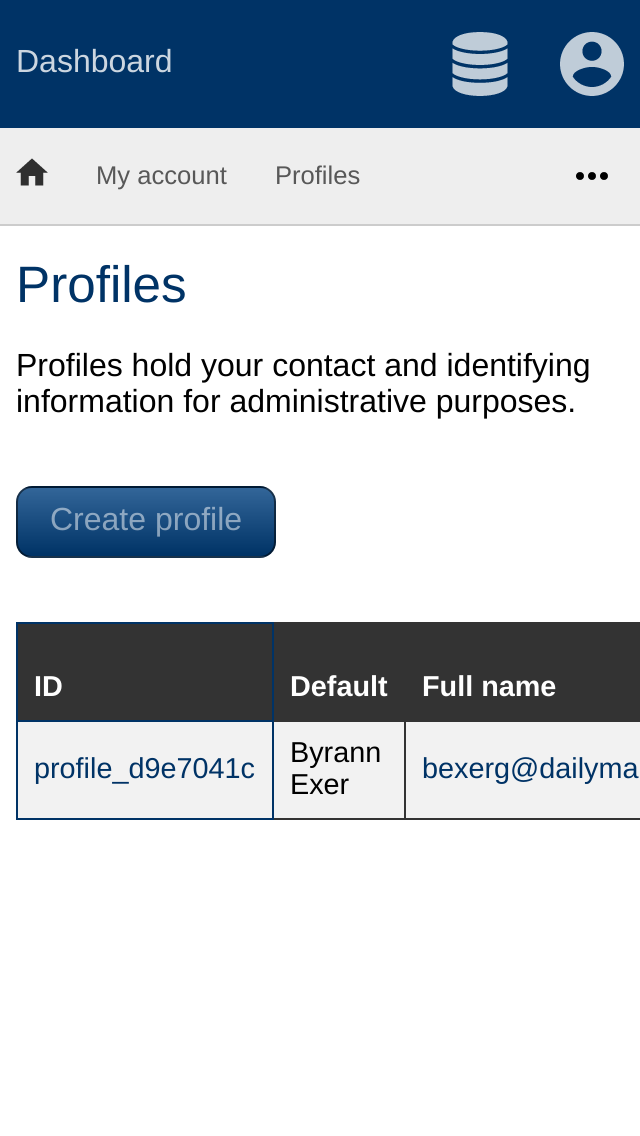 Dashboard
My account Profiles
Profiles
Profiles hold your contact and identifying
information for administrative purposes.
Create profile
ID Default Full name
profile_d9e7041c Byrann Exer bexerg@dailyma